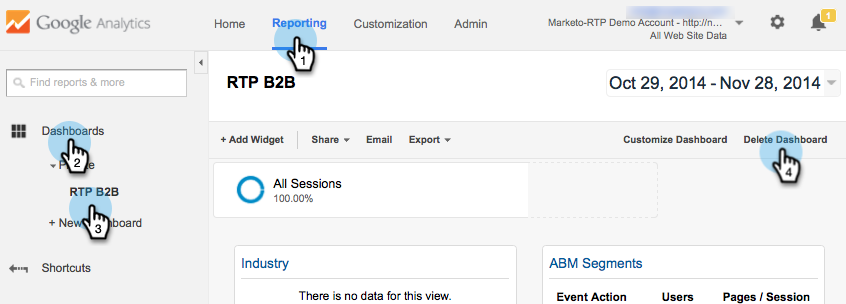 Google Analytics
Home
Reporting
Customization
Admin
Marketo-RTP Demo Account - http://n...
All Web Site Data
1
1
Find reports & more
RTP B2B
Oct 29, 2014 - Nov 28, 2014
Dashboards
2
RTP B2B
3
+ New Dashboard
Shortcuts
+ Add Widget
Share
Email
Export
Customize Dashboard
Delete Dashboard
4
All Sessions
100.00%
Industry
There is no data for this view.
ABM Segments
Event Action
Users
Pages / Session